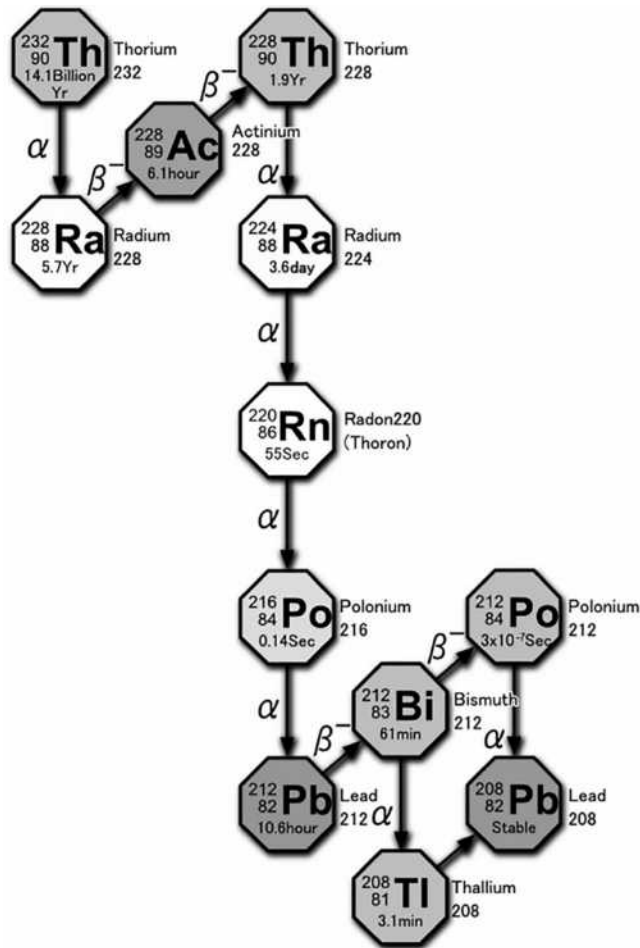 232
90
Th
14.1Billion
Yr
Thorium
232
228
90
Th
1.9Yr
Thorium
228
β⁻
228
89
Ac
6.1hour
Actinium
228
α
β⁻
α
228
88
Ra
5.7Yr
Radium
228
224
88
Ra
3.6day
Radium
224
α
220
86
Rn
55Sec
Radon220
(Thoron)
α
216
84
Po
0.14Sec
Polonium
216
212
84
Po
3x10⁻⁷Sec
Polonium
212
β⁻
212
83
Bi
61min
Bismuth
212
α
β⁻
α
212
82
Pb
10.6hour
Lead
212
α
208
82
Pb
Stable
Lead
208
208
81
Tl
3.1min
Thallium
208